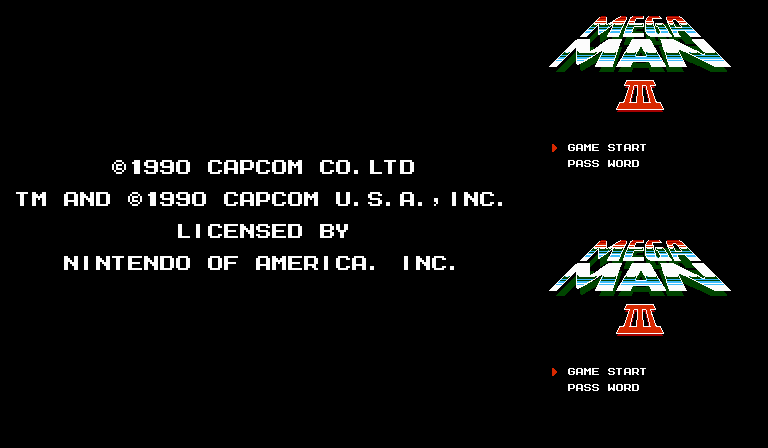 ©1990 CAPCOM CO.LTD
TM AND ©1990 CAPCOM U.S.A.,INC.
LICENSED BY
NINTENDO OF AMERICA. INC.
MEGA
MAN
III
GAME START
PASS WORD
MEGA
MAN
III
GAME START
PASS WORD